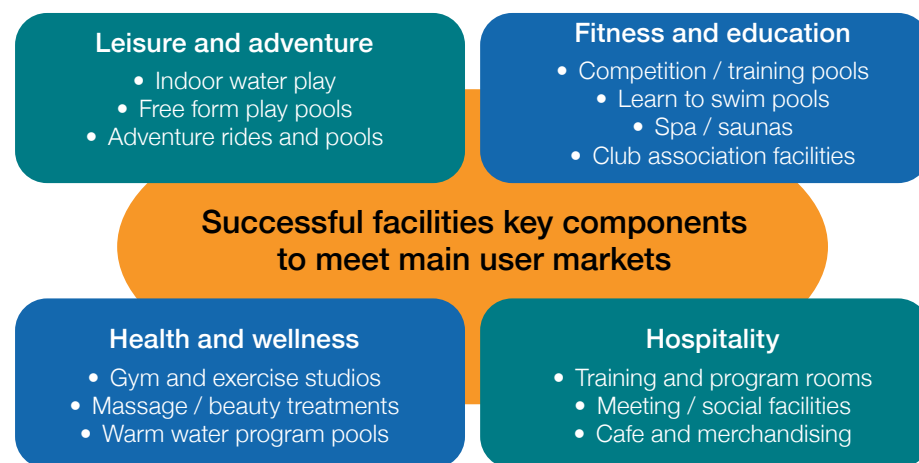 Leisure and adventure
• Indoor water play
• Free form play pools
• Adventure rides and pools
Fitness and education
• Competition / training pools
• Learn to swim pools
• Spa / saunas
• Club association facilities
Successful facilities key components
to meet main user markets
Health and wellness
• Gym and exercise studios
• Massage / beauty treatments
• Warm water program pools
Hospitality
• Training and program rooms
• Meeting / social facilities
• Cafe and merchandising